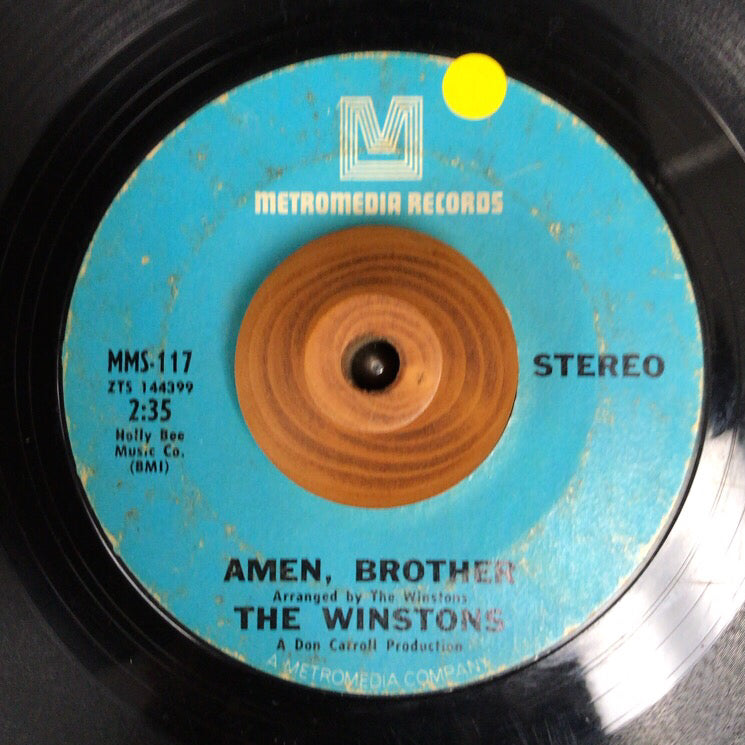 M
METROMEDIA RECORDS
MMS-117
ZTS 144399
2:35
Holly Bee
Music Co.
(BMI)
STEREO
AMEN, BROTHER
Arranged by The Winstons
THE WINSTONS
A Don Carroll Production
A METROMEDIA COMPANY